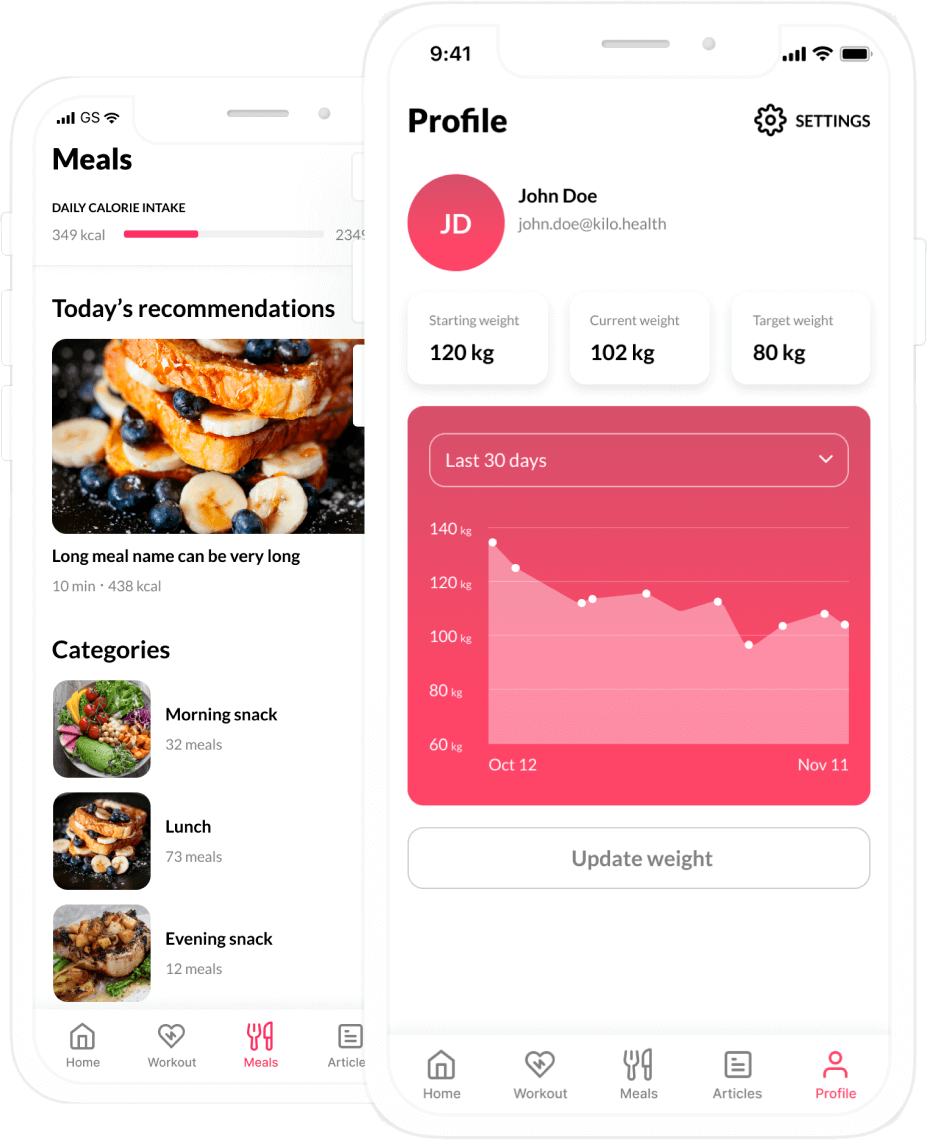 GS
Meals
DAILY CALORIE INTAKE
349 kcal
2349
Today’s recommendations
Long meal name can be very long
10 min · 438 kcal
Categories
Morning snack
32 meals
Lunch
73 meals
Evening snack
12 meals
Home Workout Meals Article
9:41
Profile
SETTINGS
JD
John Doe
john.doe@kilo.health
Starting weight
120 kg
Current weight
102 kg
Target weight
80 kg
Last 30 days
140 kg
120 kg
100 kg
80 kg
60 kg
Oct 12 Nov 11
Update weight
Home Workout Meals Articles Profile